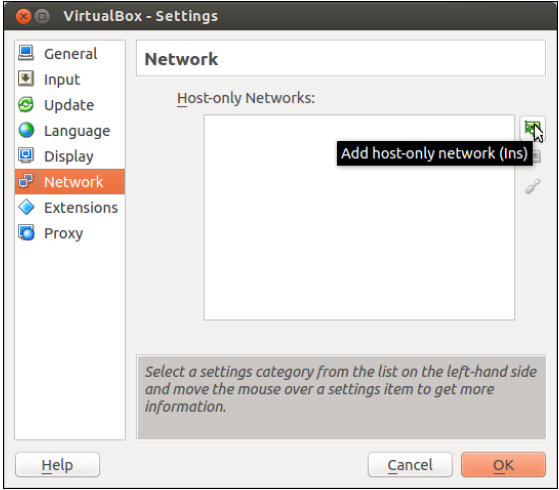 VirtualBox - Settings
General
Input
Update
Language
Display
Network
Extensions
Proxy
Network
Host-only Networks:
Add host-only network (Ins)
Select a settings category from the list on the left-hand side
and move the mouse over a settings item to get more
information.
Help
Cancel
OK